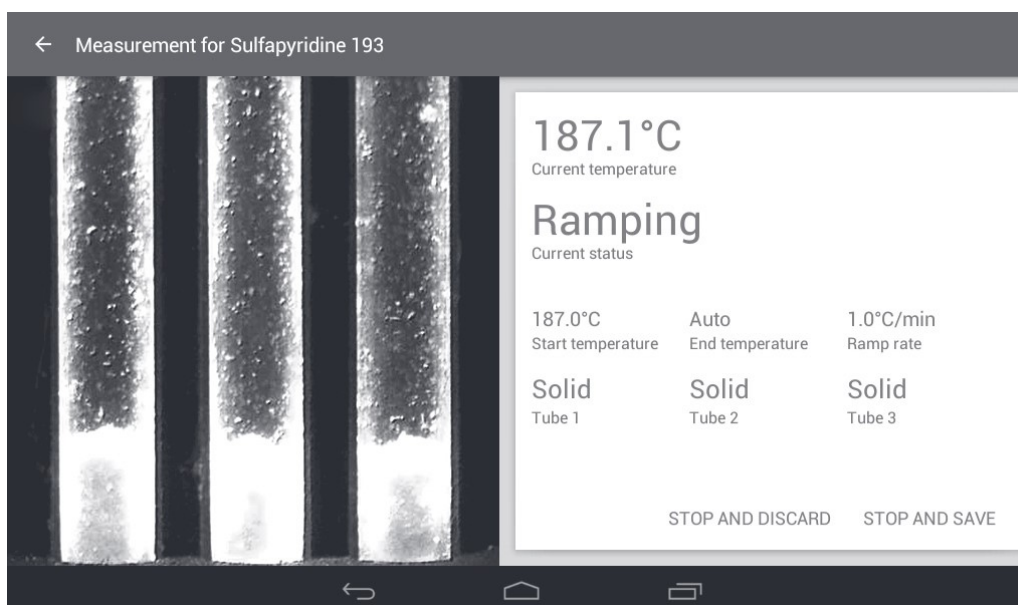 Measurement for Sulfapyridine 193
187.1°C
Current temperature
Ramping
Current status
187.0°C Auto 1.0°C/min
Start temperature End temperature Ramp rate
Solid Solid Solid
Tube 1 Tube 2 Tube 3
STOP AND DISCARD STOP AND SAVE